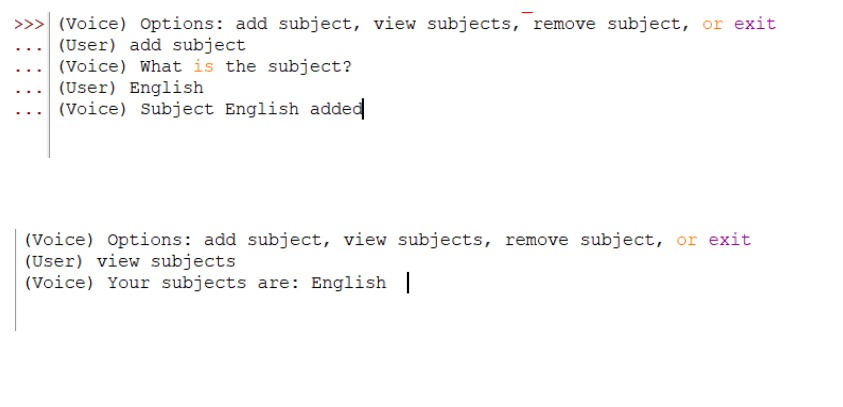 >>> (Voice) Options: add subject, view subjects, remove subject, or exit
... (User) add subject
... (Voice) What is the subject?
... (User) English
... (Voice) Subject English added
(Voice) Options: add subject, view subjects, remove subject, or exit
(User) view subjects
(Voice) Your subjects are: English